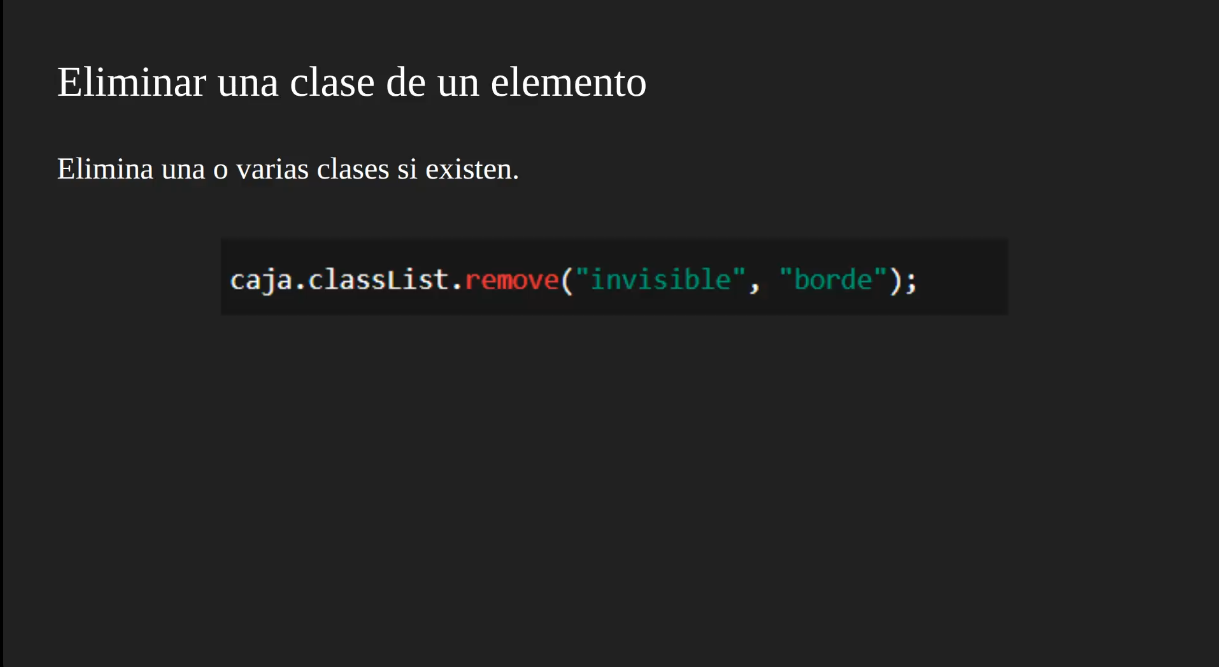 Eliminar una clase de un elemento
Elimina una o varias clases si existen.
caja.classList.remove("invisible", "borde");